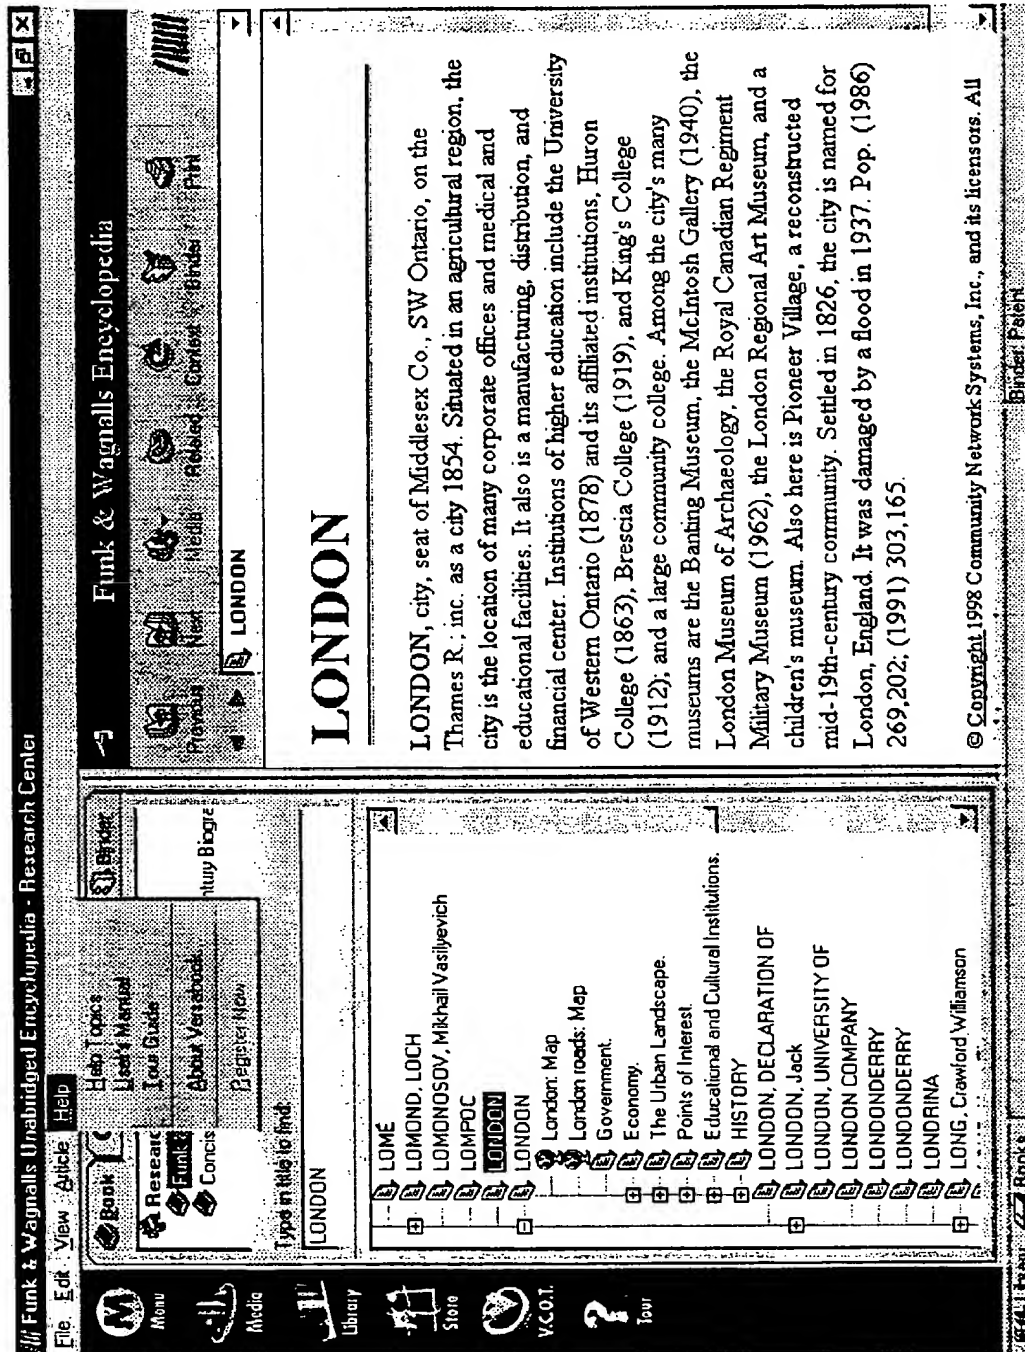 Funk & Wagnalls Unabridged Encyclopedia - Research Center
File Edit View Article Help
Help Topics
User's Manual
Tour Guide
About Versabook
Register Now
Menu
Media
Library
Store
V.C.O.T.
Tour
Book
Binder
Researc
Funk
Concis
ntury Biogra
Type in title to find:
LONDON
LOME
LOMOND, LOCH
LOMONOSOV, Mikhail Vasilyevich
LOMPOC
LONDON
LONDON
London: Map
London roads: Map
Government.
Economy.
The Urban Landscape.
Points of Interest.
Educational and Cultural Institutions.
HISTORY
LONDON, DECLARATION OF
LONDON, Jack
LONDON, UNIVERSITY OF
LONDON COMPANY
LONDONDERRY
LONDONDERRY
LONDRINA
LONG, Crawford Williamson
Funk & Wagnalls Encyclopedia
Previous Next Media Related Context Binder Print
LONDON
LONDON
LONDON, city, seat of Middlesex Co., SW Ontario, on the
Thames R.; inc. as a city 1854. Situated in an agricultural region, the
city is the location of many corporate offices and medical and
educational facilities. It also is a manufacturing, distribution, and
financial center. Institutions of higher education include the University
of Western Ontario (1878) and its affiliated institutions, Huron
College (1863), Brescia College (1919), and King's College
(1912); and a large community college. Among the city's many
museums are the Banting Museum, the McIntosh Gallery (1940), the
London Museum of Archaeology, the Royal Canadian Regiment
Military Museum (1962), the London Regional Art Museum, and a
children's museum. Also here is Pioneer Village, a reconstructed
mid-19th-century community. Settled in 1826, the city is named for
London, England. It was damaged by a flood in 1937. Pop. (1986)
269,202; (1991) 303,165.
© Copyright 1998 Community Network Systems, Inc., and its licensors. All
Book
Binder: Patent